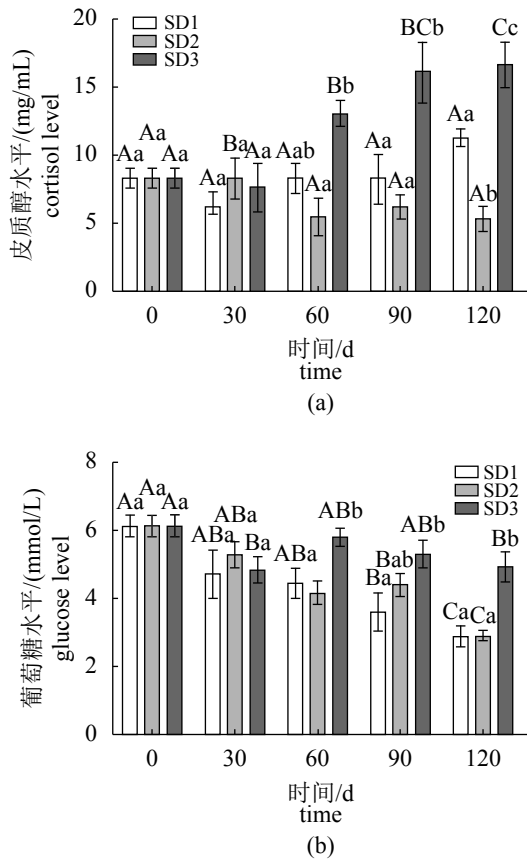 20
15
10
5
0
皮质醇水平/(mg/mL)
cortisol level
SD1
SD2
SD3
Aa
Aa
Aa
Aa
Ba
Aa
Aab
Aa
Bb
Aa
Aa
BCb
Aa
Ab
Cc
0 30 60 90 120
时间/d
time
(a)
8
6
4
2
0
葡萄糖水平/(mmol/L)
glucose level
SD1
SD2
SD3
Aa
Aa
Aa
ABa
ABa
Ba
ABa
ABb
Ba
Bab
ABb
Ca
Ca
Bb
0 30 60 90 120
时间/d
time
(b)